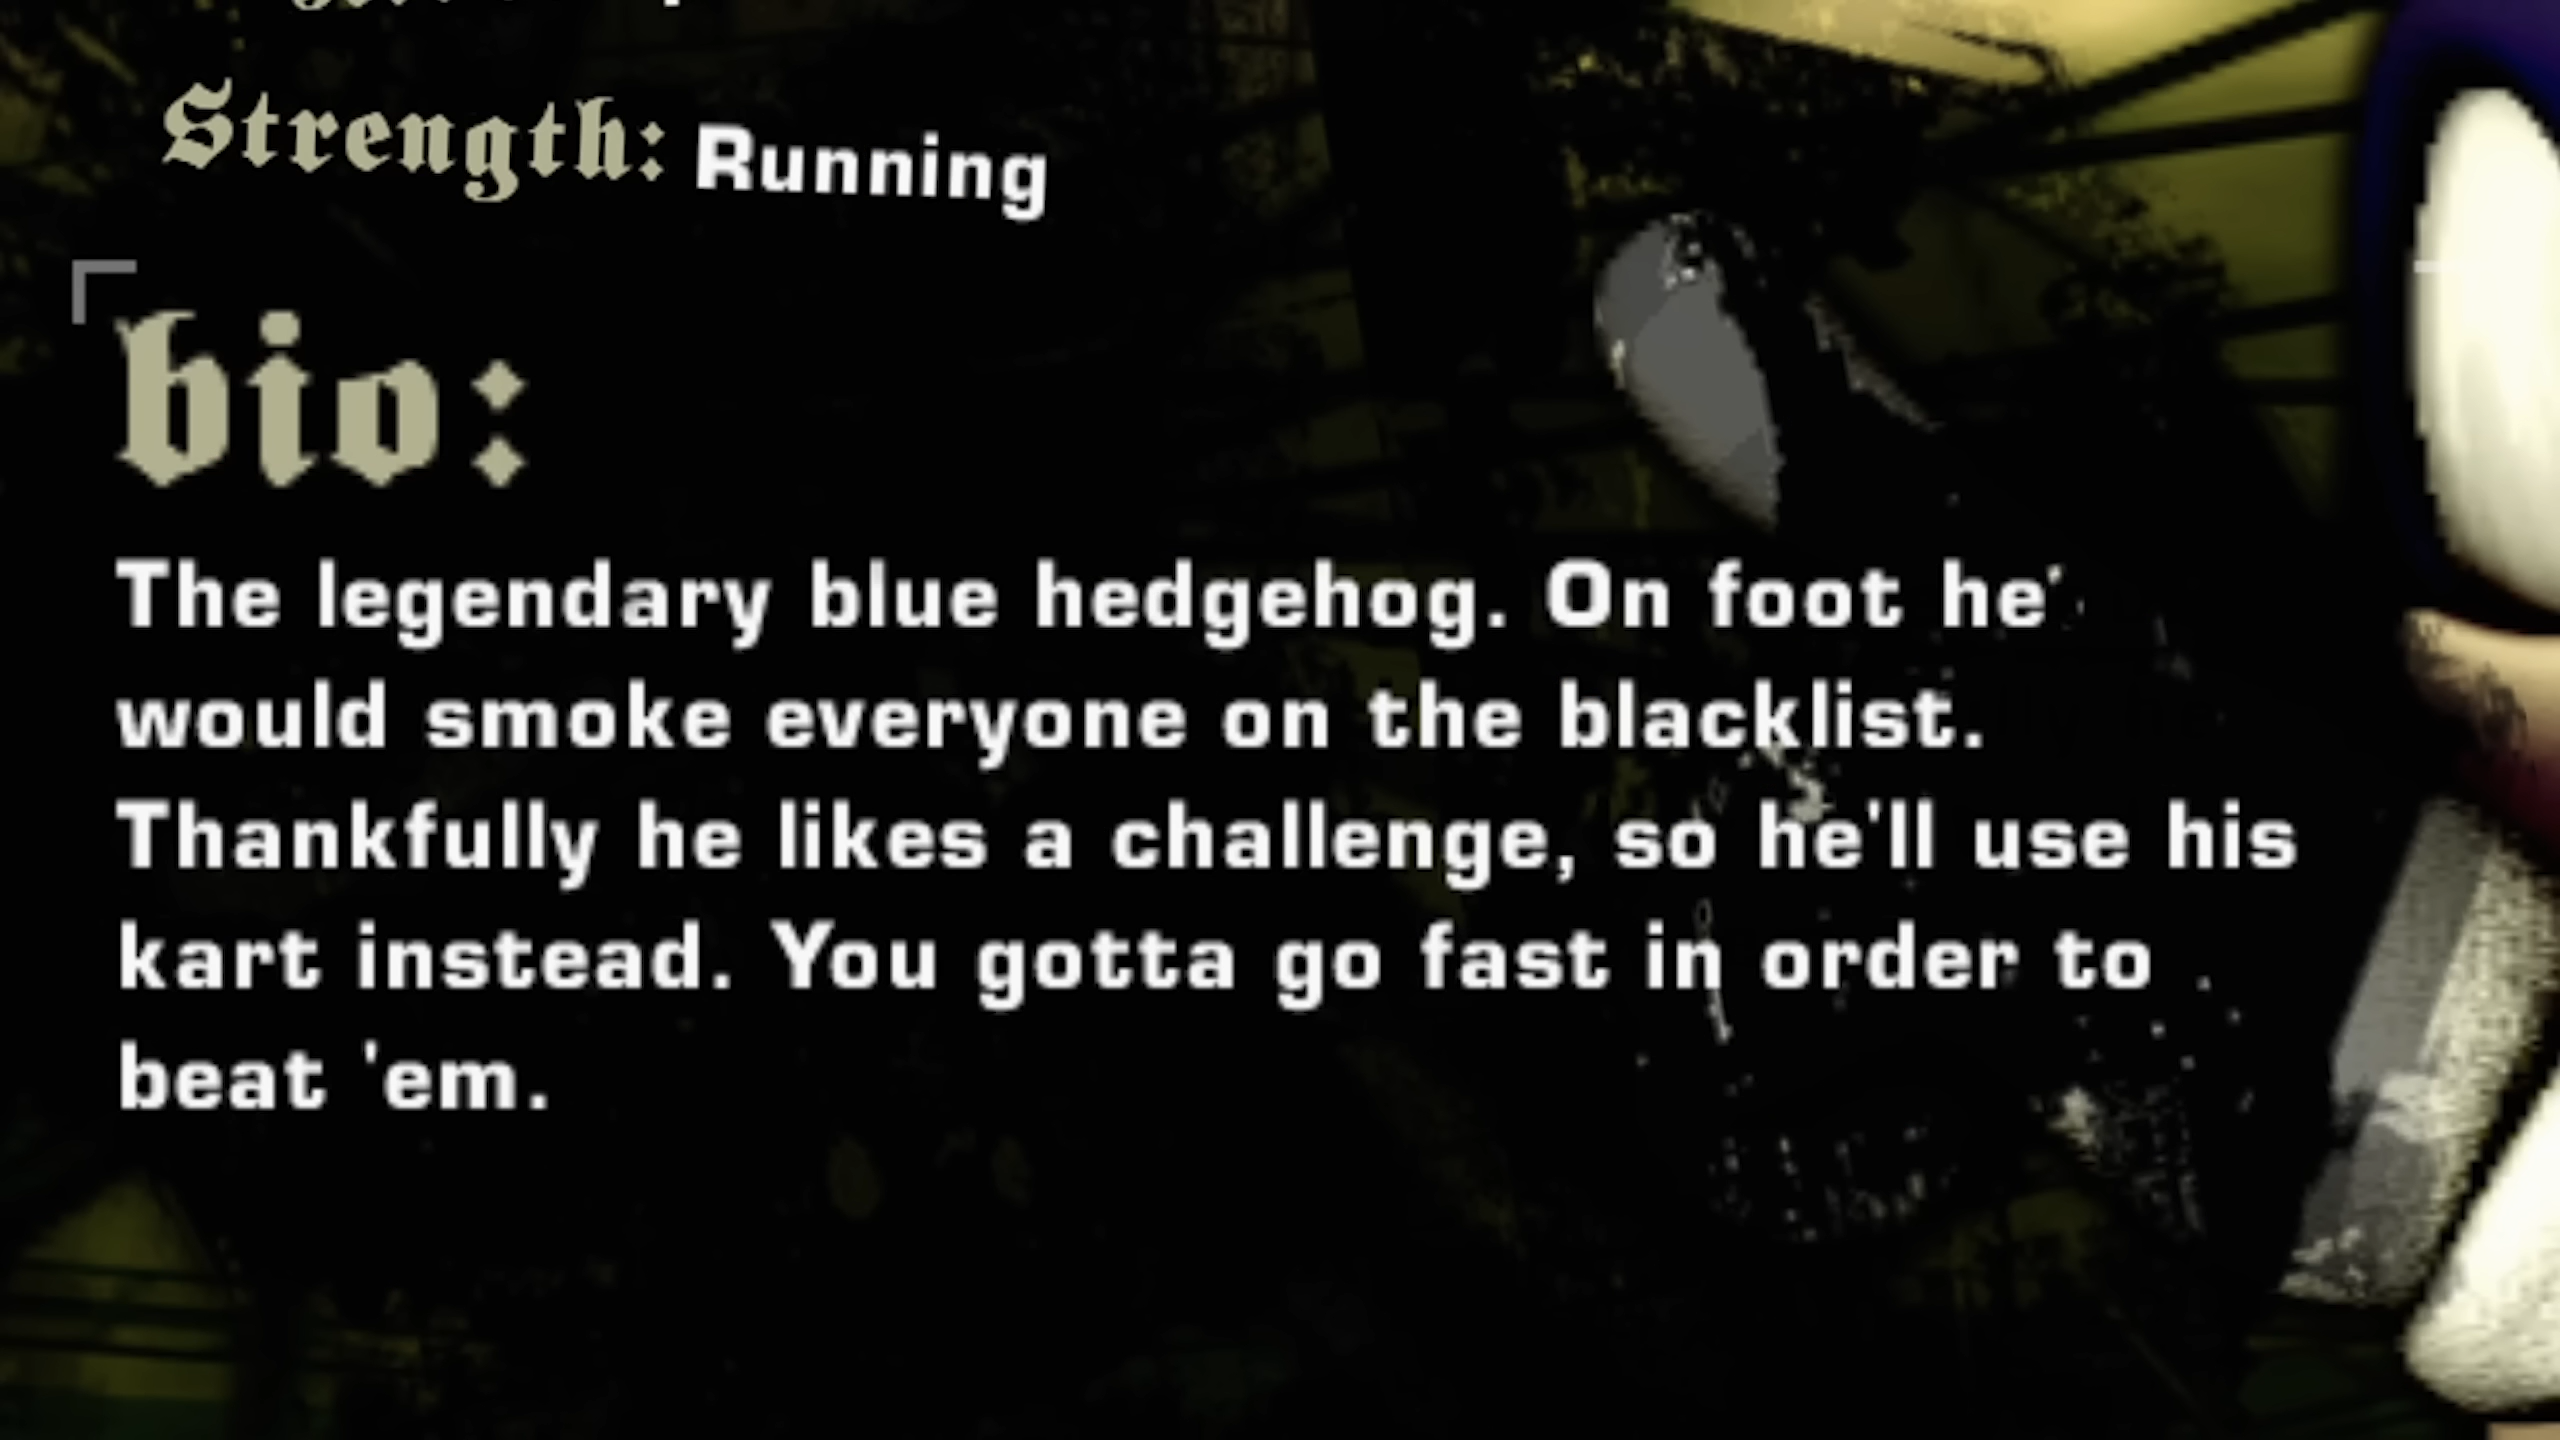 Strength: Running
bio:
The legendary blue hedgehog. On foot he
would smoke everyone on the blacklist.
Thankfully he likes a challenge, so he'll use his
kart instead. You gotta go fast in order to
beat 'em.